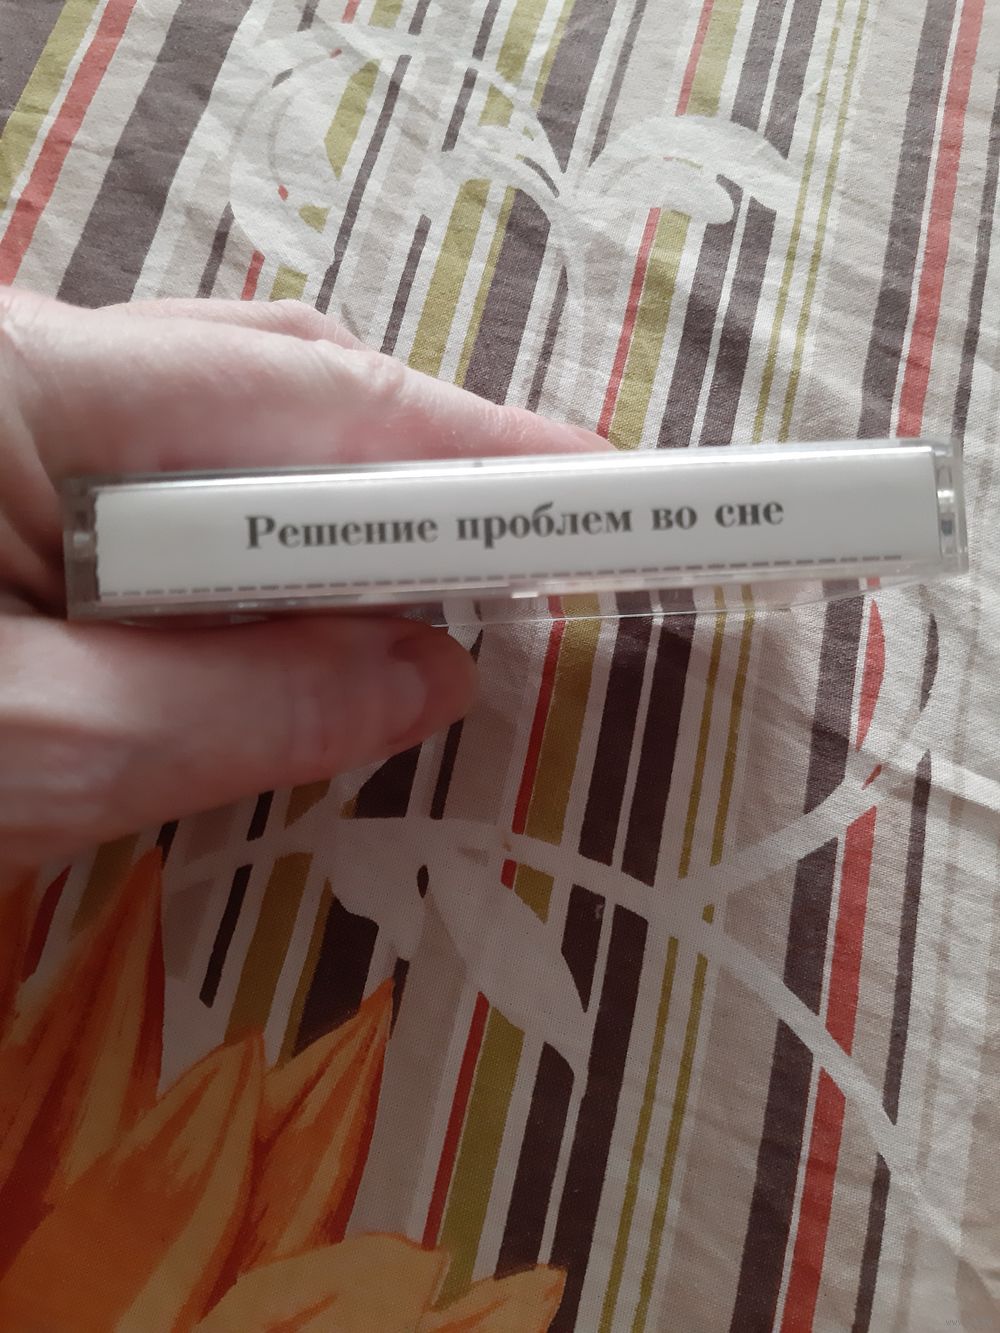 Решение проблем во сне